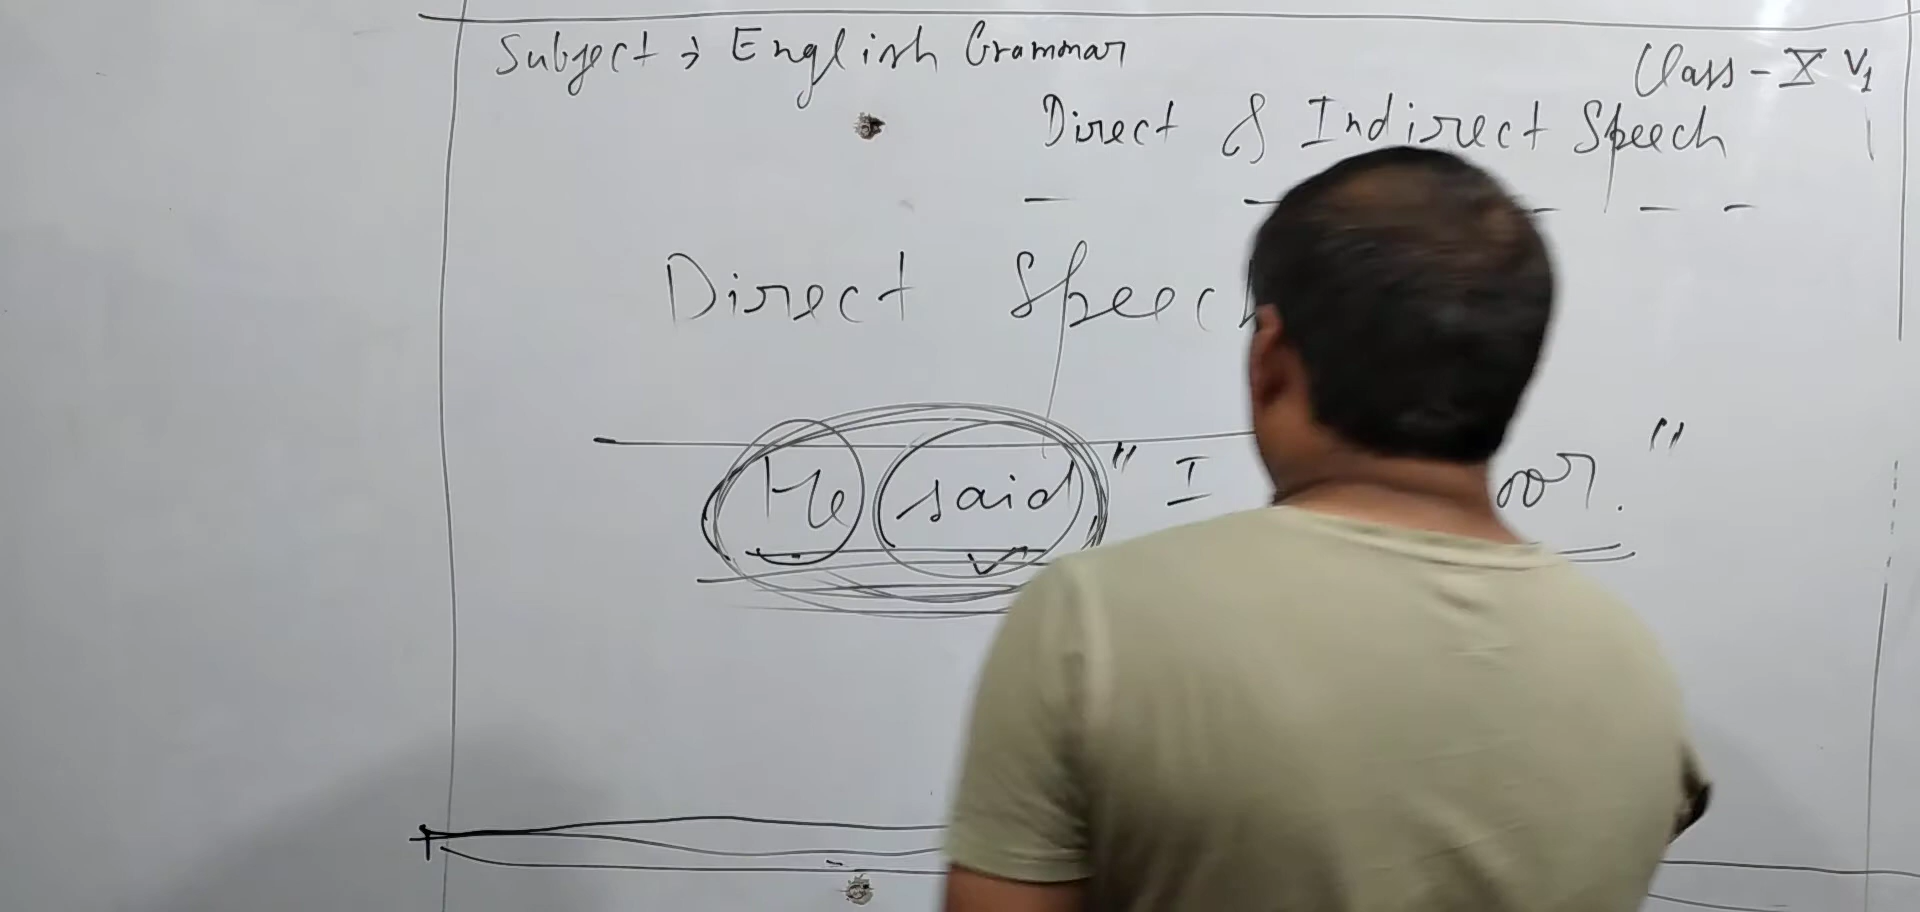 Subject → English Grammar
Class - X V1
Direct & Indirect Speech
Direct Speech
He said " I
."